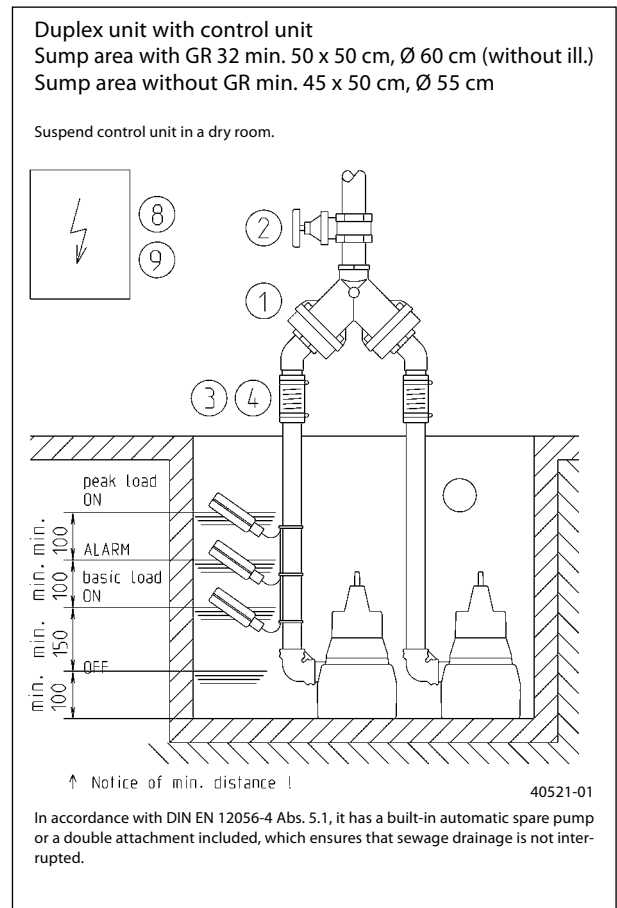 Duplex unit with control unit
Sump area with GR 32 min. 50 x 50 cm, Ø 60 cm (without ill.)
Sump area without GR min. 45 x 50 cm, Ø 55 cm
Suspend control unit in a dry room.
8
9
2
1
3 4
peak load
ON
min.
100
ALARM
min.
100
basic load
ON
min.
150
OFF
min.
100
↑ Notice of min. distance !
40521-01
In accordance with DIN EN 12056-4 Abs. 5.1, it has a built-in automatic spare pump
or a double attachment included, which ensures that sewage drainage is not inter-
rupted.